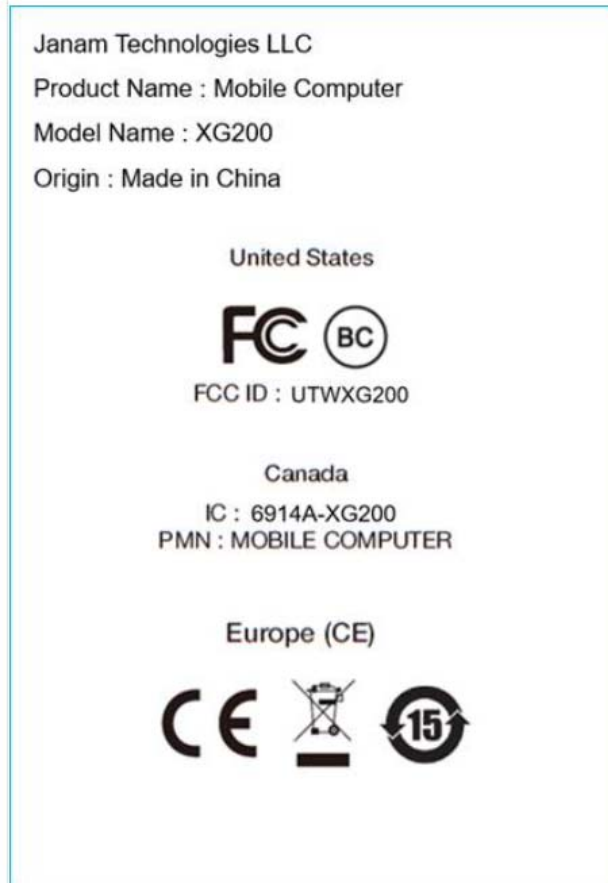 Janam Technologies LLC
Product Name : Mobile Computer
Model Name : XG200
Origin : Made in China
United States
FC BC
FCC ID : UTWXG200
Canada
IC : 6914A-XG200
PMN : MOBILE COMPUTER
Europe (CE)
CE 15